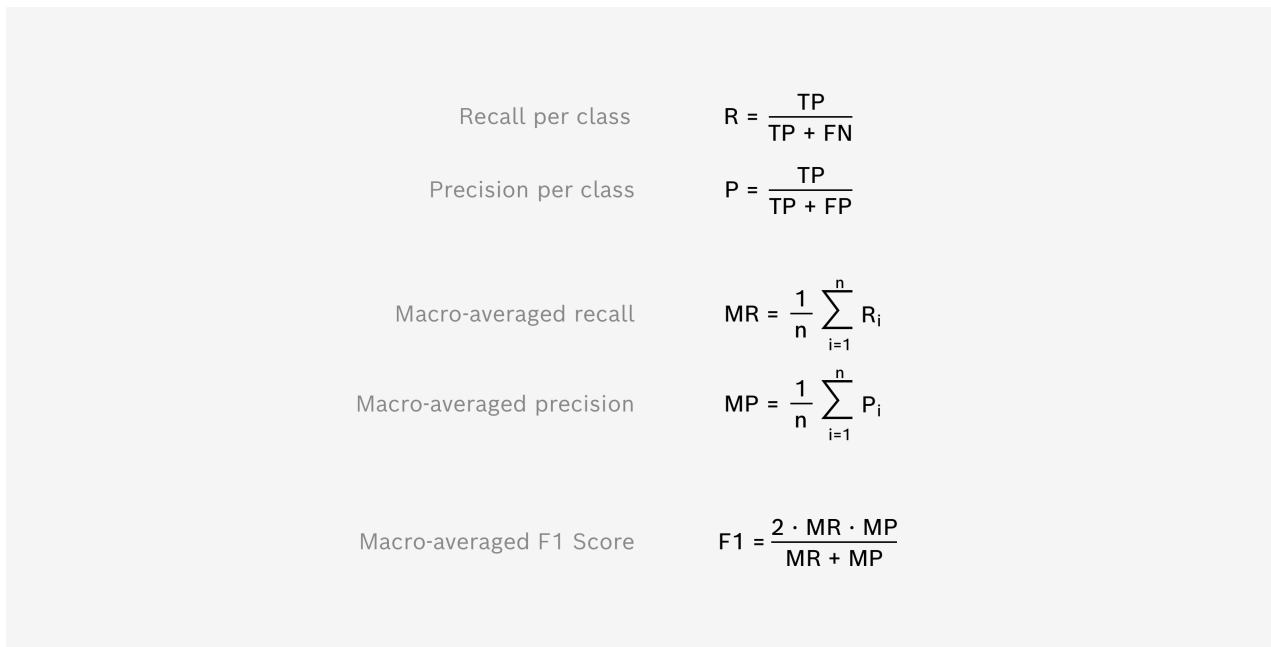 Recall per class R = TP / TP + FN
Precision per class P = TP / TP + FP
Macro-averaged recall MR = 1/n ∑ n i=1 Rᵢ
Macro-averaged precision MP = 1/n ∑ n i=1 Pᵢ
Macro-averaged F1 Score F1 = 2 · MR · MP / MR + MP